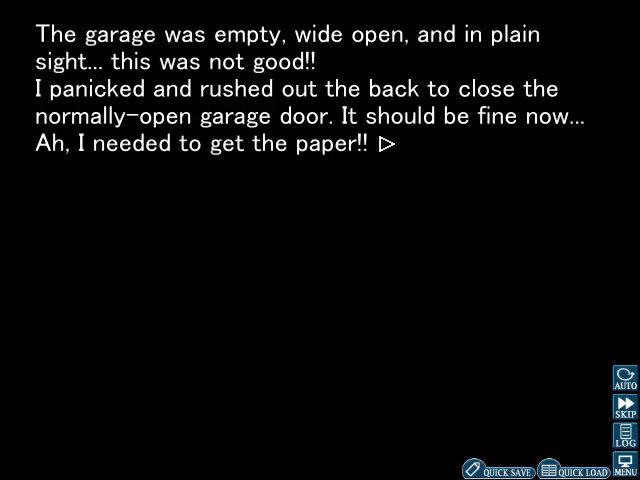 The garage was empty, wide open, and in plain
sight... this was not good!!
I panicked and rushed out the back to close the
normally-open garage door. It should be fine now...
Ah, I needed to get the paper!!
AUTO
SKIP
LOG
MENU
QUICK SAVE
QUICK LOAD